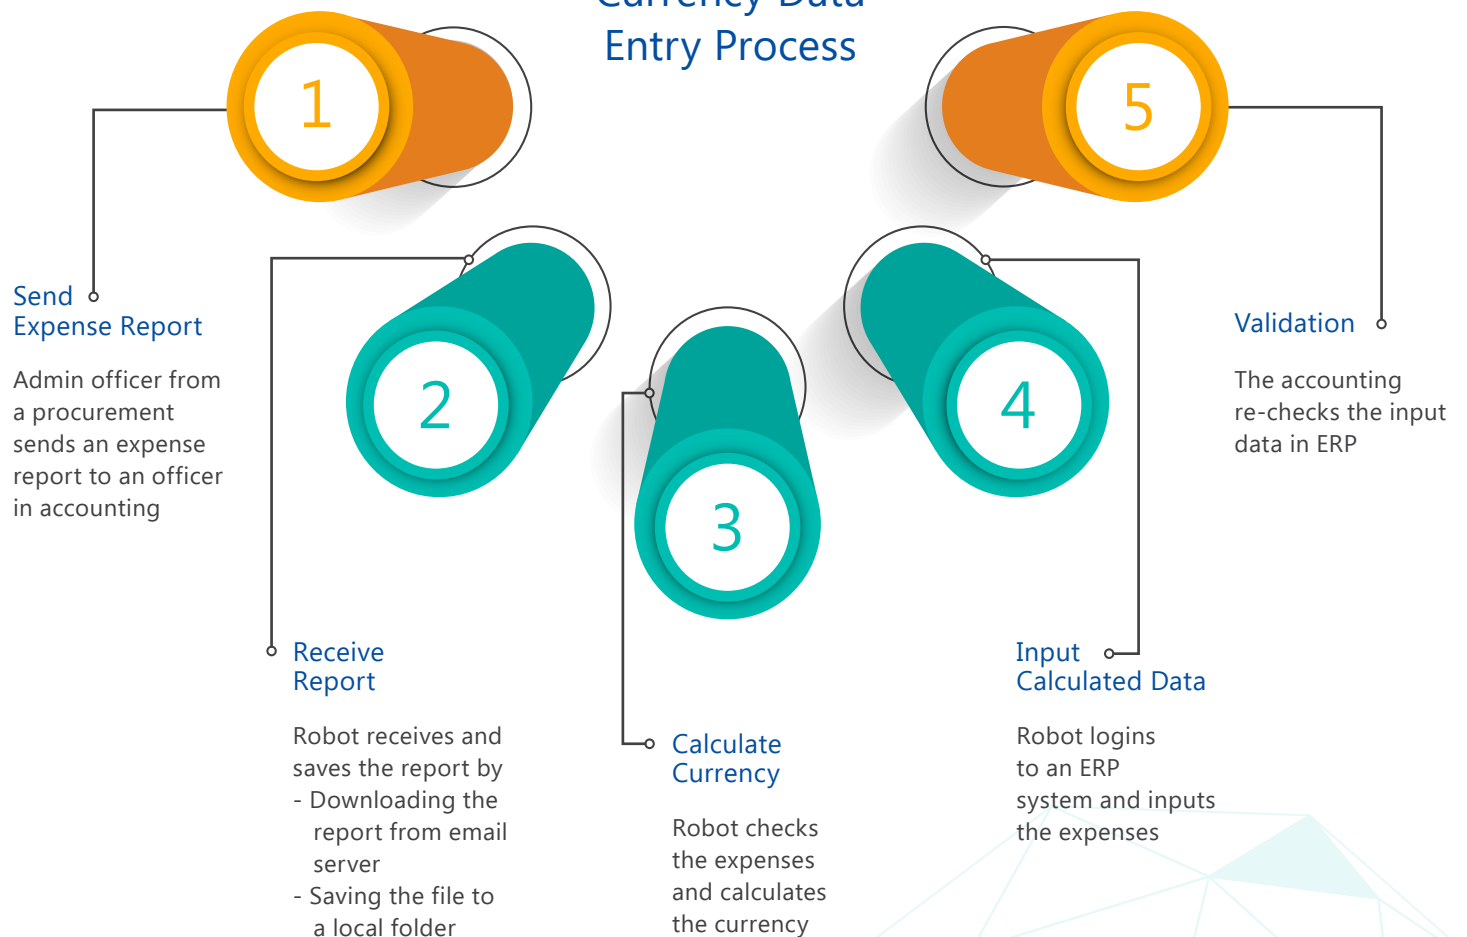 Currency Data
Entry Process
1
Send
Expense Report
Admin officer from
a procurement
sends an expense
report to an officer
in accounting
2
Receive
Report
Robot receives and
saves the report by
- Downloading the
report from email
server
- Saving the file to
a local folder
3
Calculate
Currency
Robot checks
the expenses
and calculates
the currency
4
Input
Calculated Data
Robot logins
to an ERP
system and inputs
the expenses
5
Validation
The accounting
re-checks the input
data in ERP